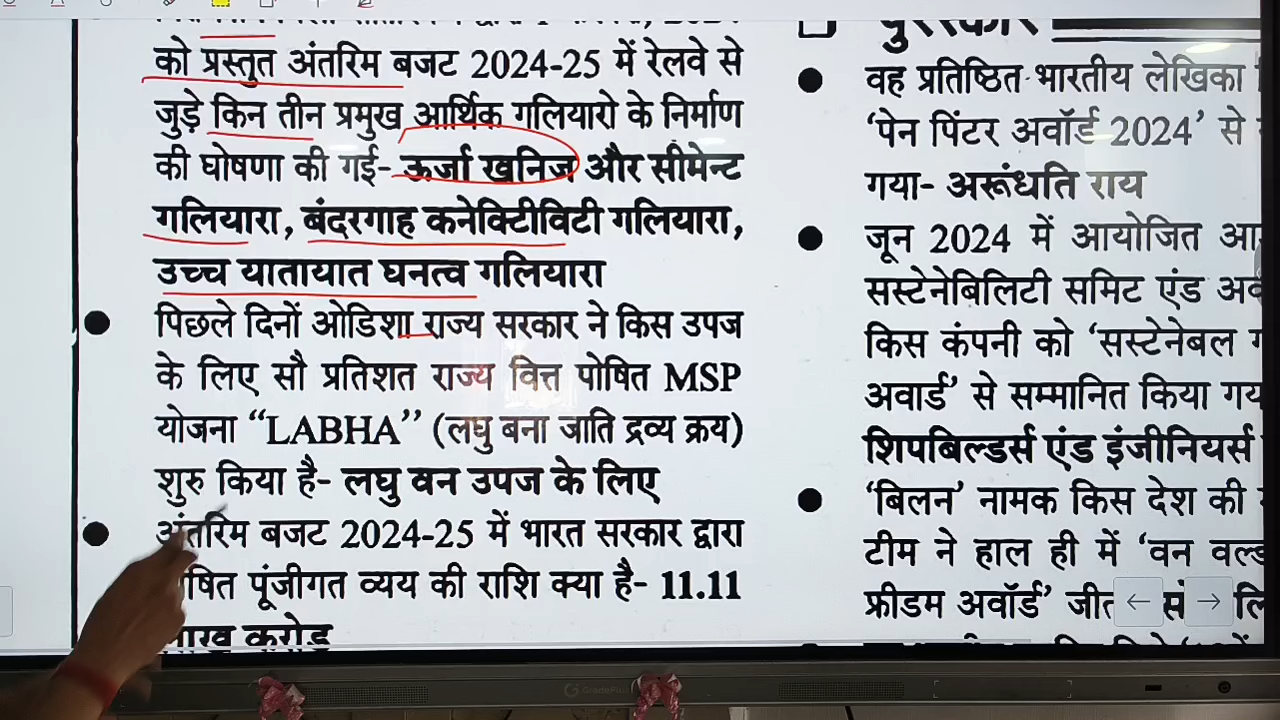 को प्रस्तुत अंतरिम बजट 2024-25 में रेलवे से
जुड़े किन तीन प्रमुख आर्थिक गलियारो के निर्माण
की घोषणा की गई- ऊर्जा खनिज और सीमेन्ट
गलियारा, बंदरगाह कनेक्टिीविटी गलियारा,
उच्च यातायात घनत्व गलियारा
● पिछले दिनों ओडिशा राज्य सरकार ने किस उपज
के लिए सौ प्रतिशत राज्य वित्त पोषित MSP
योजना “LABHA” (लघु बना जाति द्रव्य क्रय)
शुरु किया है- लघु वन उपज के लिए
● अंतरिम बजट 2024-25 में भारत सरकार द्वारा
पूंजीगत व्यय की राशि क्या है- 11.11
लाख करोड़
पुरस्कार
● वह प्रतिष्ठित भारतीय लेखिका
‘पेन पिंटर अवॉर्ड 2024’ से
गया- अरूंधति राय
● जून 2024 में आयोजित
सस्टेनेबिलिटी समिट एंड
किस कंपनी को ‘सस्टेनेबल
अवार्ड’ से सम्मानित किया
शिपबिल्डर्स एंड इंजीनियर्स
● ‘बिलन’ नामक किस देश की
टीम ने हाल ही में ‘वन
फ्रीडम अवॉर्ड’